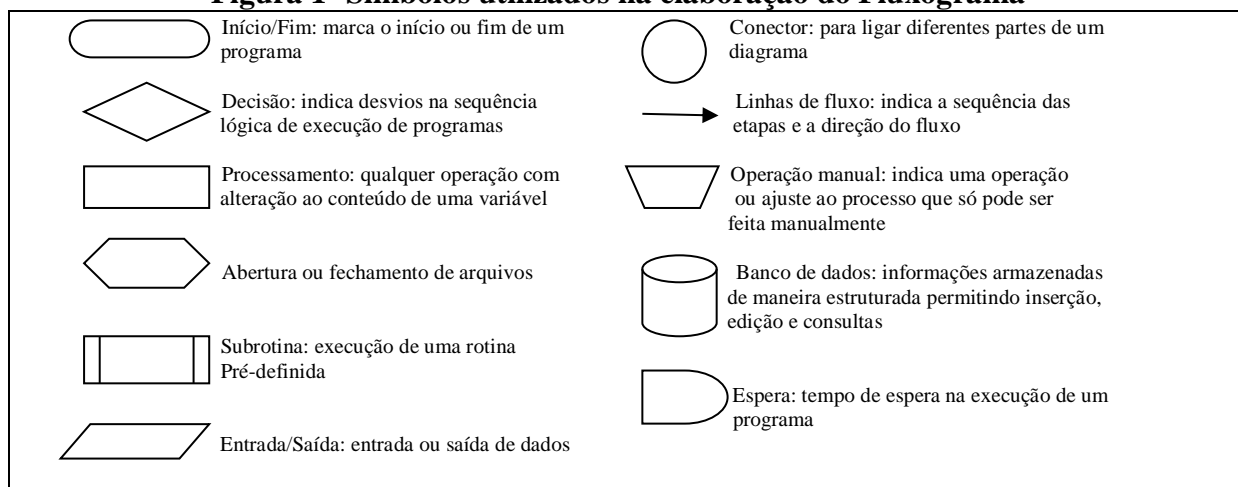 Figura 1- Símbolos utilizados na elaboração do Fluxograma
Início/Fim: marca o início ou fim de um
programa
Decisão: indica desvios na sequência
lógica de execução de programas
Processamento: qualquer operação com
alteração ao conteúdo de uma variável
Abertura ou fechamento de arquivos
Subrotina: execução de uma rotina
Pré-definida
Entrada/Saída: entrada ou saída de dados
Conector: para ligar diferentes partes de um
diagrama
Linhas de fluxo: indica a sequência das
etapas e a direção do fluxo
Operação manual: indica uma operação
ou ajuste ao processo que só pode ser
feita manualmente
Banco de dados: informações armazenadas
de maneira estruturada permitindo inserção,
edição e consultas
Espera: tempo de espera na execução de um
programa